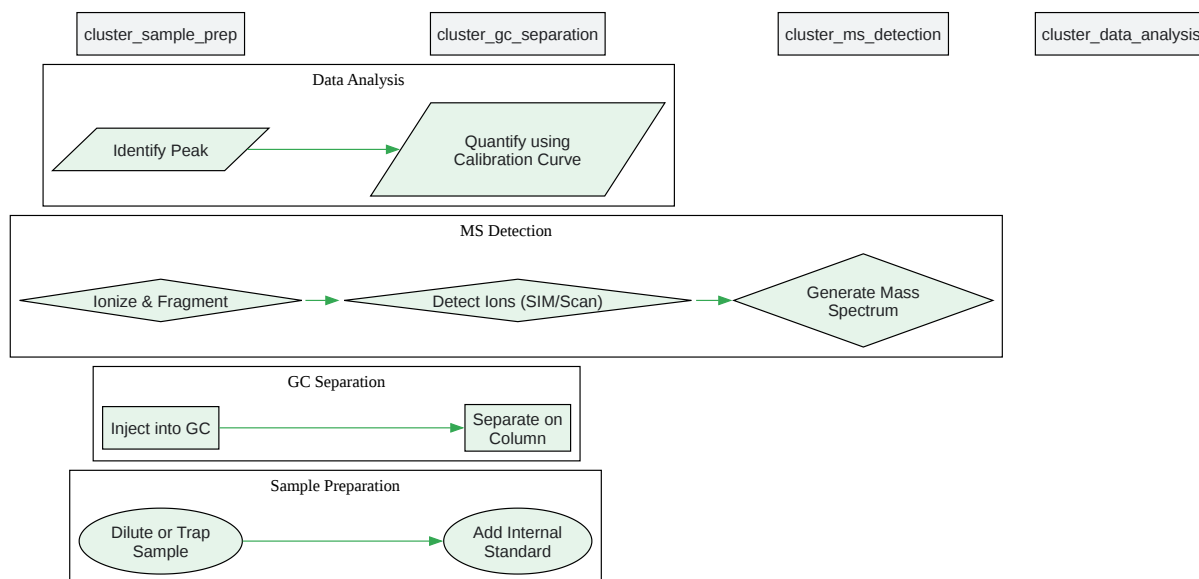 cluster_sample_prep
cluster_gc_separation
cluster_ms_detection
cluster_data_analysis
Data Analysis
Identify Peak
Quantify using
Calibration Curve
MS Detection
Ionize & Fragment
Detect Ions (SIM/Scan)
Generate Mass
Spectrum
GC Separation
Inject into GC
Separate on
Column
Sample Preparation
Dilute or Trap
Sample
Add Internal
Standard